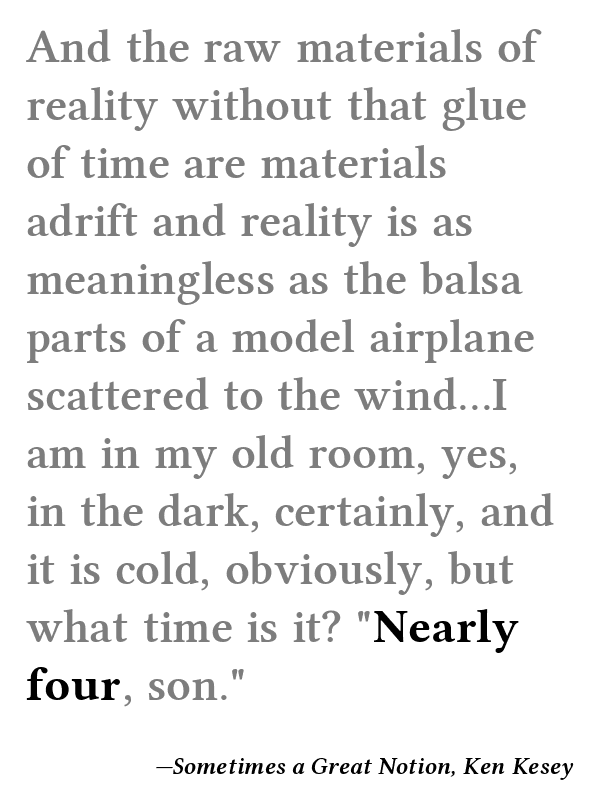 And the raw materials of
reality without that glue
of time are materials
adrift and reality is as
meaningless as the balsa
parts of a model airplane
scattered to the wind...I
am in my old room, yes,
in the dark, certainly, and
it is cold, obviously, but
what time is it? "Nearly
four, son."
—Sometimes a Great Notion, Ken Kesey